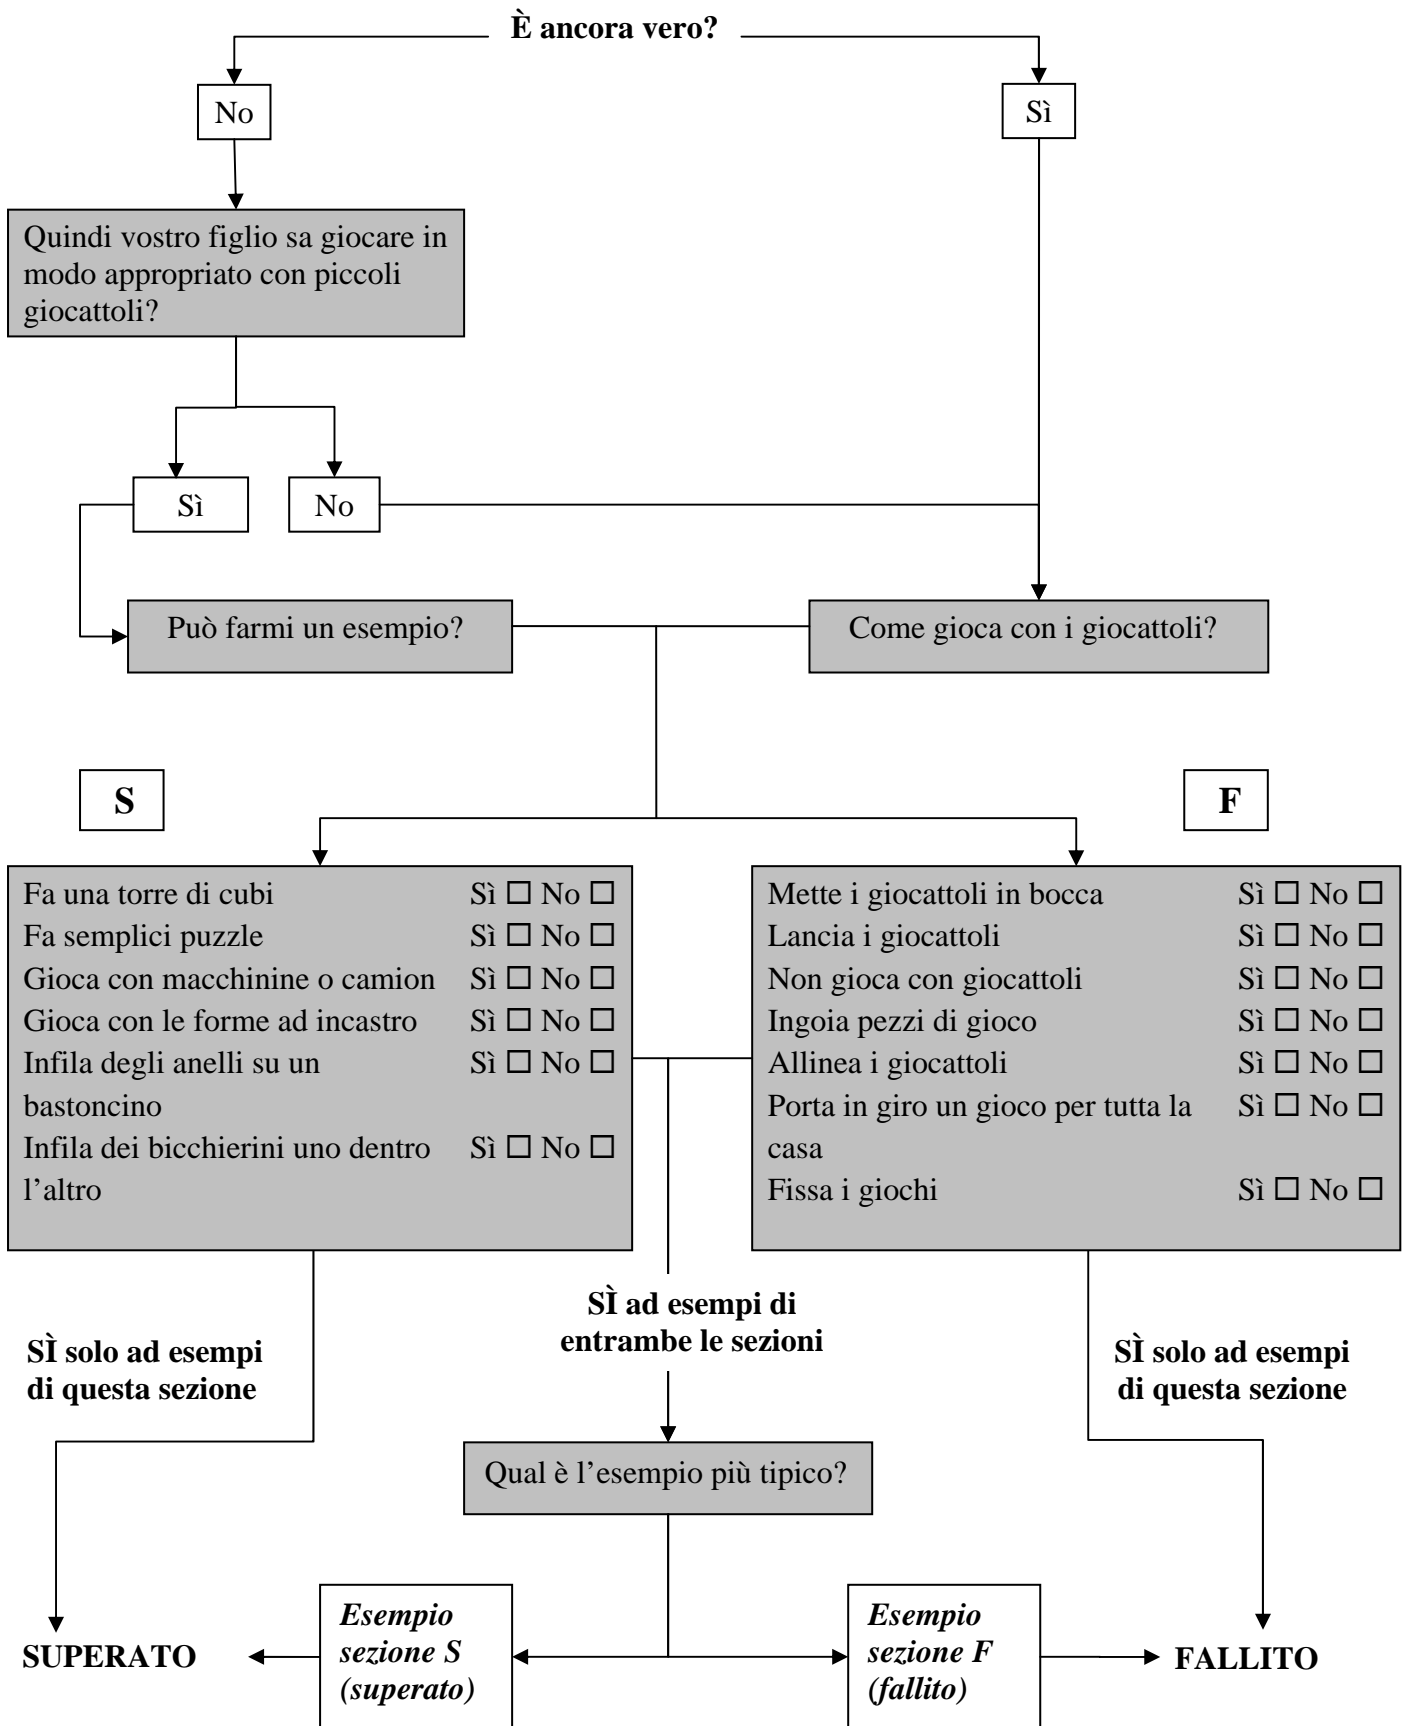 È ancora vero?
No
Sì
Quindi vostro figlio sa giocare in
modo appropriato con piccoli
giocattoli?
Sì
No
Può farmi un esempio?
Come gioca con i giocattoli?
S
F
Fa una torre di cubi Sì ☐ No ☐
Fa semplici puzzle Sì ☐ No ☐
Gioca con macchinine o camion Sì ☐ No ☐
Gioca con le forme ad incastro Sì ☐ No ☐
Infila degli anelli su un Sì ☐ No ☐
bastoncino
Infila dei bicchierini uno dentro Sì ☐ No ☐
l’altro
Mette i giocattoli in bocca Sì ☐ No ☐
Lancia i giocattoli Sì ☐ No ☐
Non gioca con giocattoli Sì ☐ No ☐
Ingoia pezzi di gioco Sì ☐ No ☐
Allinea i giocattoli Sì ☐ No ☐
Porta in giro un gioco per tutta la Sì ☐ No ☐
casa
Fissa i giochi Sì ☐ No ☐
SÌ solo ad esempi
di questa sezione
SÌ ad esempi di
entrambe le sezioni
SÌ solo ad esempi
di questa sezione
Qual è l’esempio più tipico?
SUPERATO
Esempio
sezione S
(superato)
Esempio
sezione F
(fallito)
FALLITO